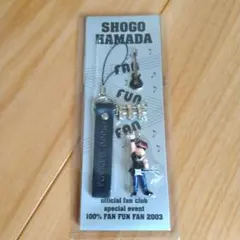 SHOGO
HAMADA
FAN
FUN
FAN
official fan club
special event
100% FAN FUN FAN 2003